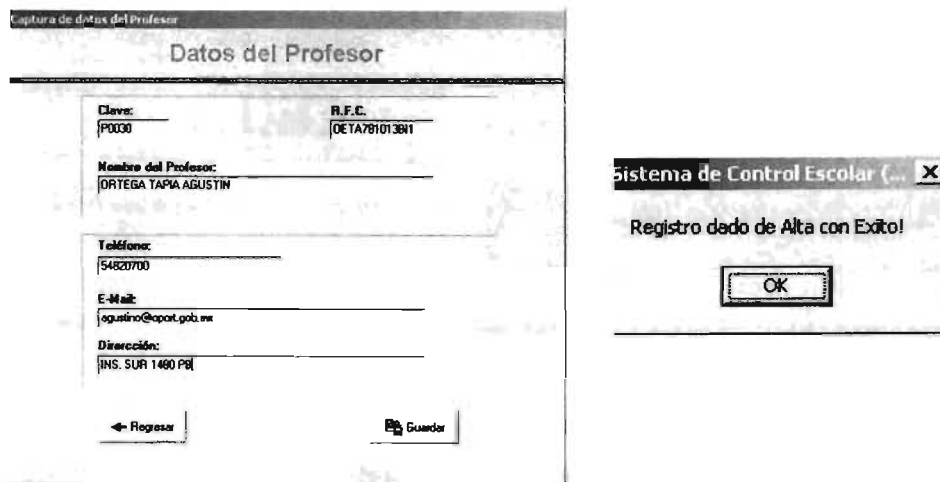 Captura de datos del Profesor
Datos del Profesor
Clave:
P0030
R.F.C.
OETA781013BI1
Nombre del Profesor:
ORTEGA TAPIA AGUSTIN
Teléfono:
54820700
E-Mail:
agustino@aport.gob.mx
Dirección:
INS. SUR 1480 PB
Regresar
Guardar
Sistema de Control Escolar (...
Registro dado de Alta con Exito!
OK